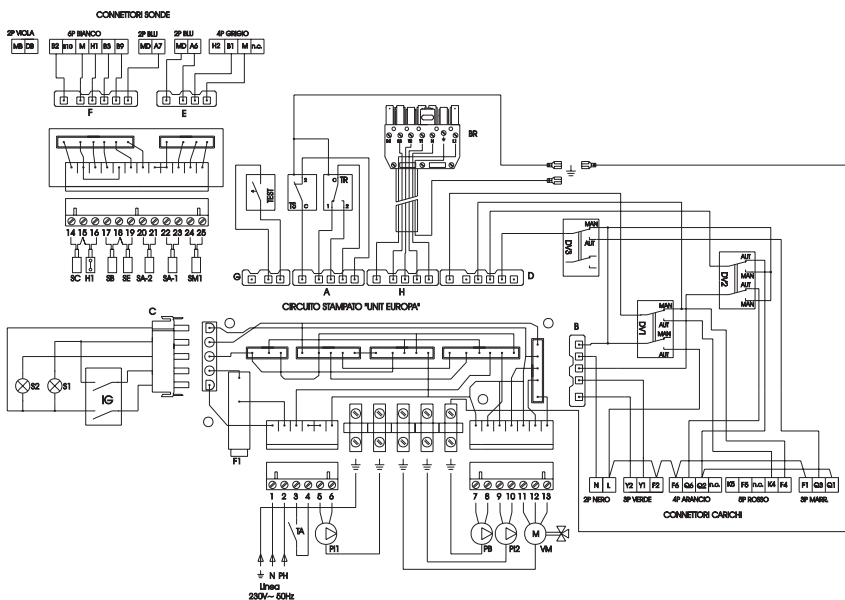 CONNETTORI SONDE
2P VIOLA
6P BIANCO
2P BLU
2P BLU
4P GRIGIO
MB DB
B2 B10 M H1 B3 B9
MD A7
MD A6
H2 B1 M n.c.
F
E
BR
TEST
2
C
C
TR
1
2
14 15 16 17 18 19 20 21 22 23 24 25
SC H1 SB SE SA-2 SA-1 SM1
G
A
H
D
CIRCUITO STAMPATO "UNIT EUROPA"
DV3
MAN
AUT
DV2
AUT
MAN
AUT
MAN
DV1
MAN
AUT
MAN
AUT
C
B
S2
S1
IG
F1
1 2 3 4 5 6
7 8 9 10 11 12 13
TA
PI1
PB
PI2
M
VM
N PH
Linea
230V~ 50Hz
N L
Y2 Y1 F2
F6 Q6 Q2 n.c.
K5 F5 n.c. K4 F4
F1 Q3 Q1
2P NERO
3P VERDE
4P ARANCIO
5P ROSSO
3P MARR.
CONNETTORI CARICHI